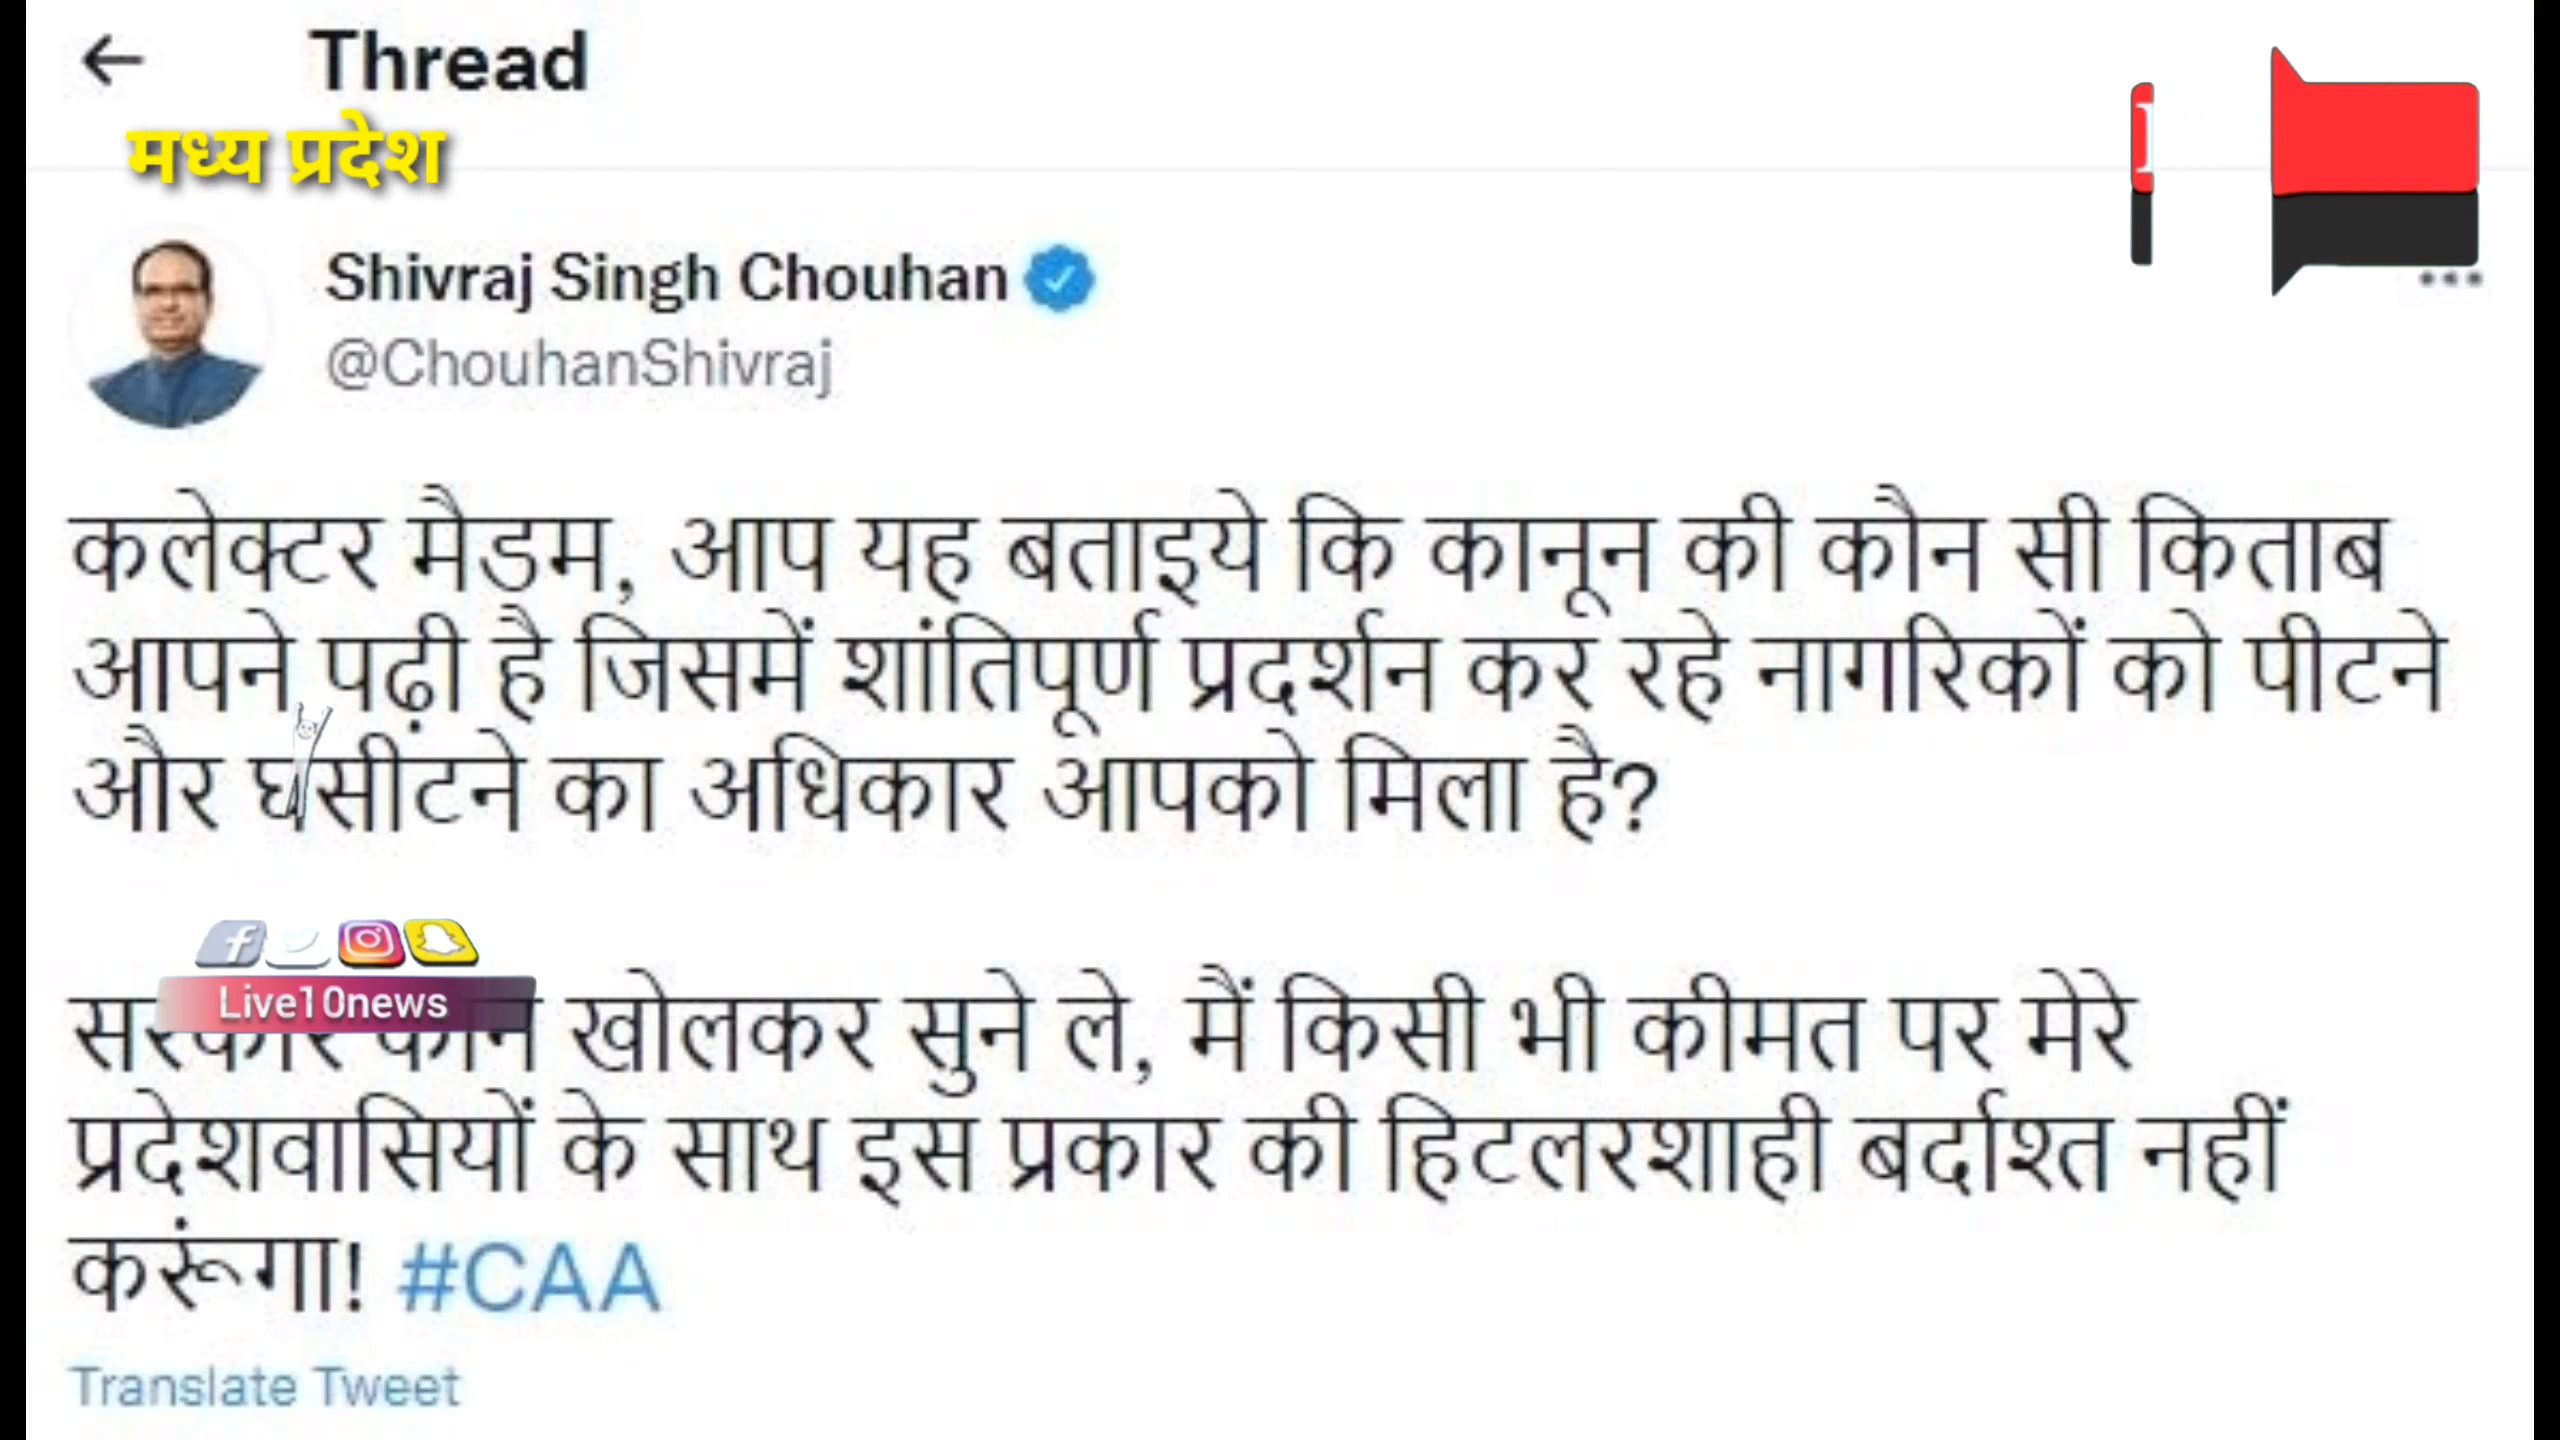 Thread
मध्य प्रदेश
Shivraj Singh Chouhan
@ChouhanShivraj
कलेक्टर मैडम, आप यह बताइये कि कानून की कौन सी किताब
आपने पढ़ी है जिसमें शांतिपूर्ण प्रदर्शन कर रहे नागरिकों को पीटने
और घसीटने का अधिकार आपको मिला है?
Live10news
सरकार कान खोलकर सुने ले, मैं किसी भी कीमत पर मेरे
प्रदेशवासियों के साथ इस प्रकार की हिटलरशाही बर्दाश्त नहीं
करूंगा! #CAA
Translate Tweet